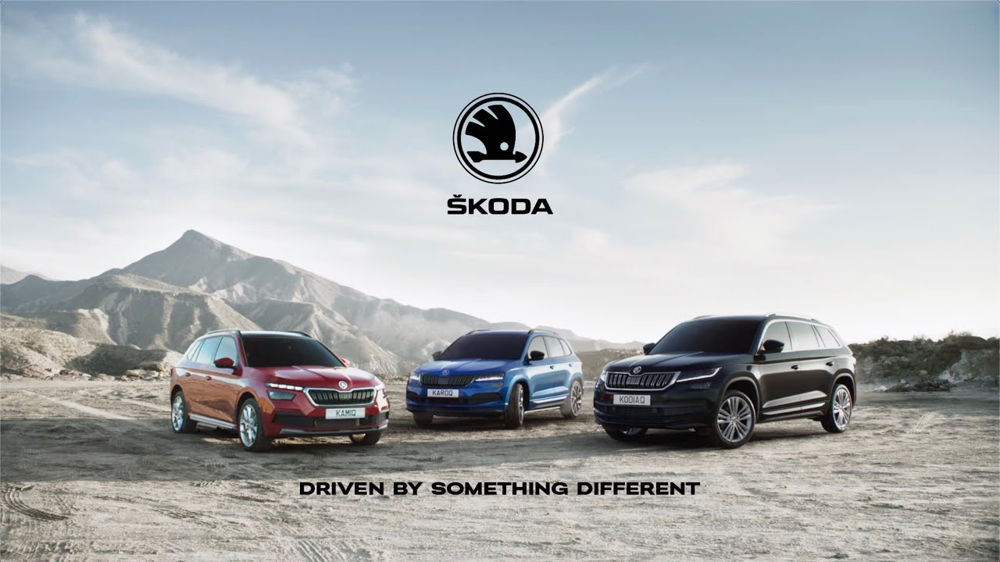 ŠKODA
KAMIQ
KAROQ
KODIAQ
DRIVEN BY SOMETHING DIFFERENT